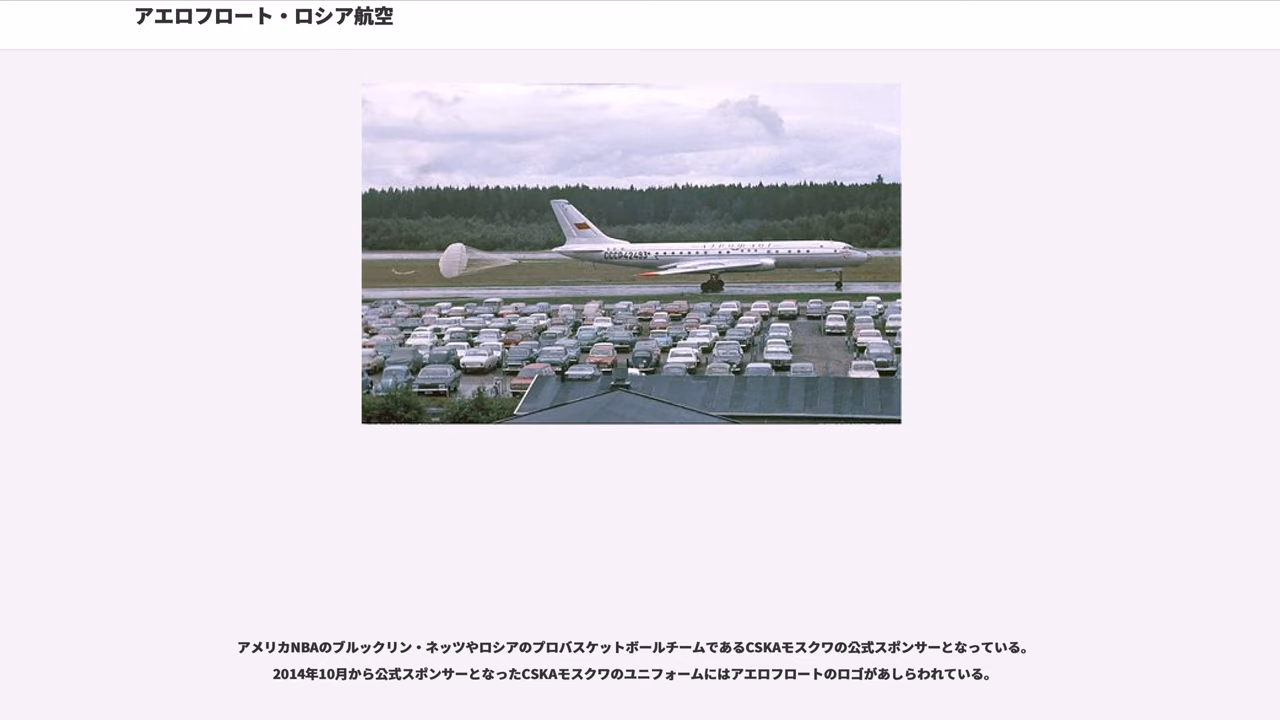 アエロフロート・ロシア航空
CCCP42493
アメリカNBAのブルックリン・ネッツやロシアのプロバスケットボールチームであるCSKAモスクワの公式スポンサーとなっている。
2014年10月から公式スポンサーとなったCSKAモスクワのユニフォームにはアエロフロートのロゴがあしらわれている。